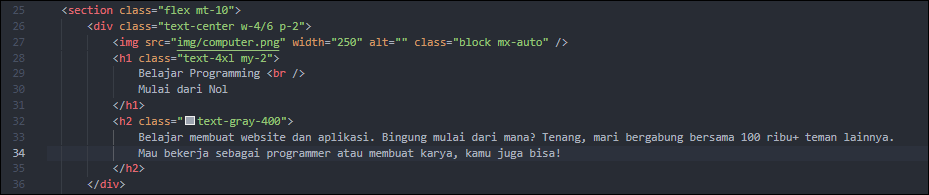 25 <section class="flex mt-10">
26 <div class="text-center w-4/6 p-2">
27 <img src="img/computer.png" width="250" alt="" class="block mx-auto" />
28 <h1 class="text-4xl my-2">
29 Belajar Programming <br />
30 Mulai dari Nol
31 </h1>
32 <h2 class="text-gray-400">
33 Belajar membuat website dan aplikasi. Bingung mulai dari mana? Tenang, mari bergabung bersama 100 ribu+ teman lainnya.
34 Mau bekerja sebagai programmer atau membuat karya, kamu juga bisa!
35 </h2>
36 </div>